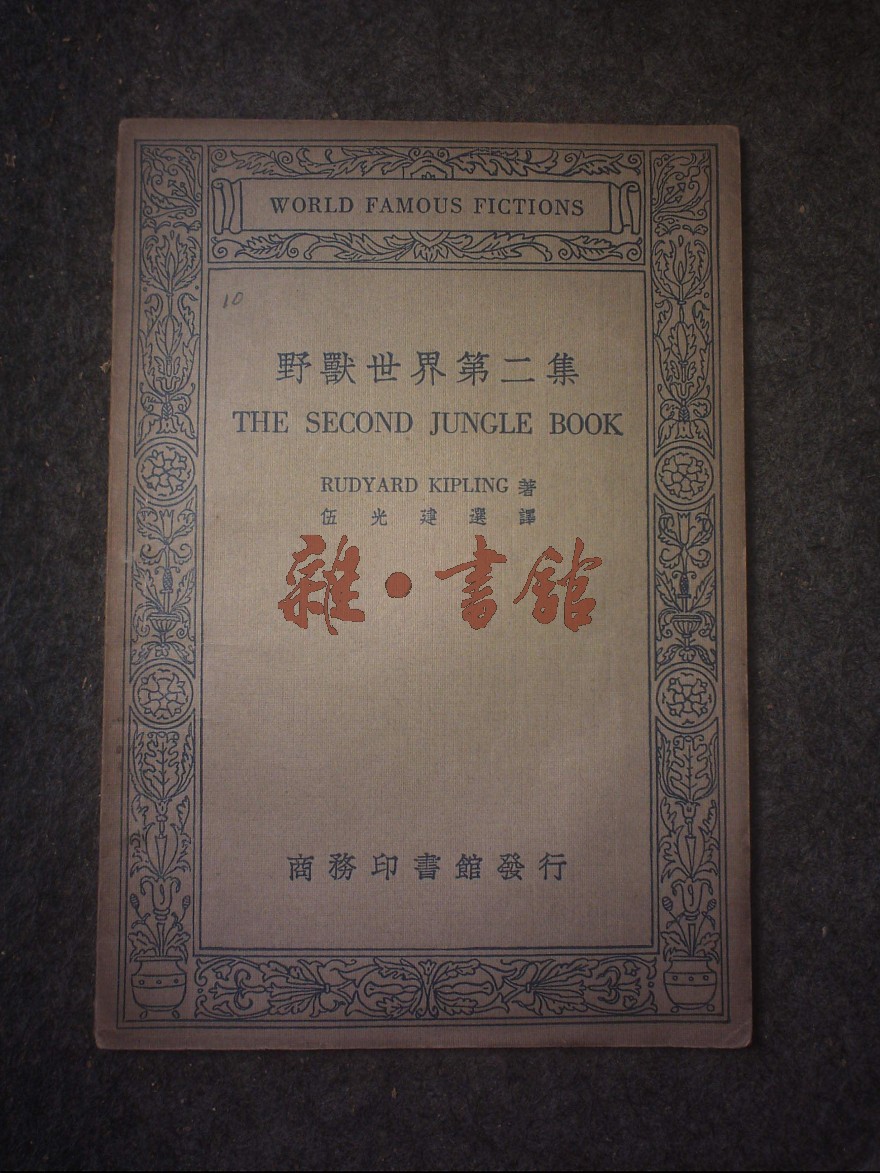 WORLD FAMOUS FICTIONS
10
野獸世界第二集
THE SECOND JUNGLE BOOK
RUDYARD KIPLING 著
伍光建選譯
雜·書館
商務印書館發行